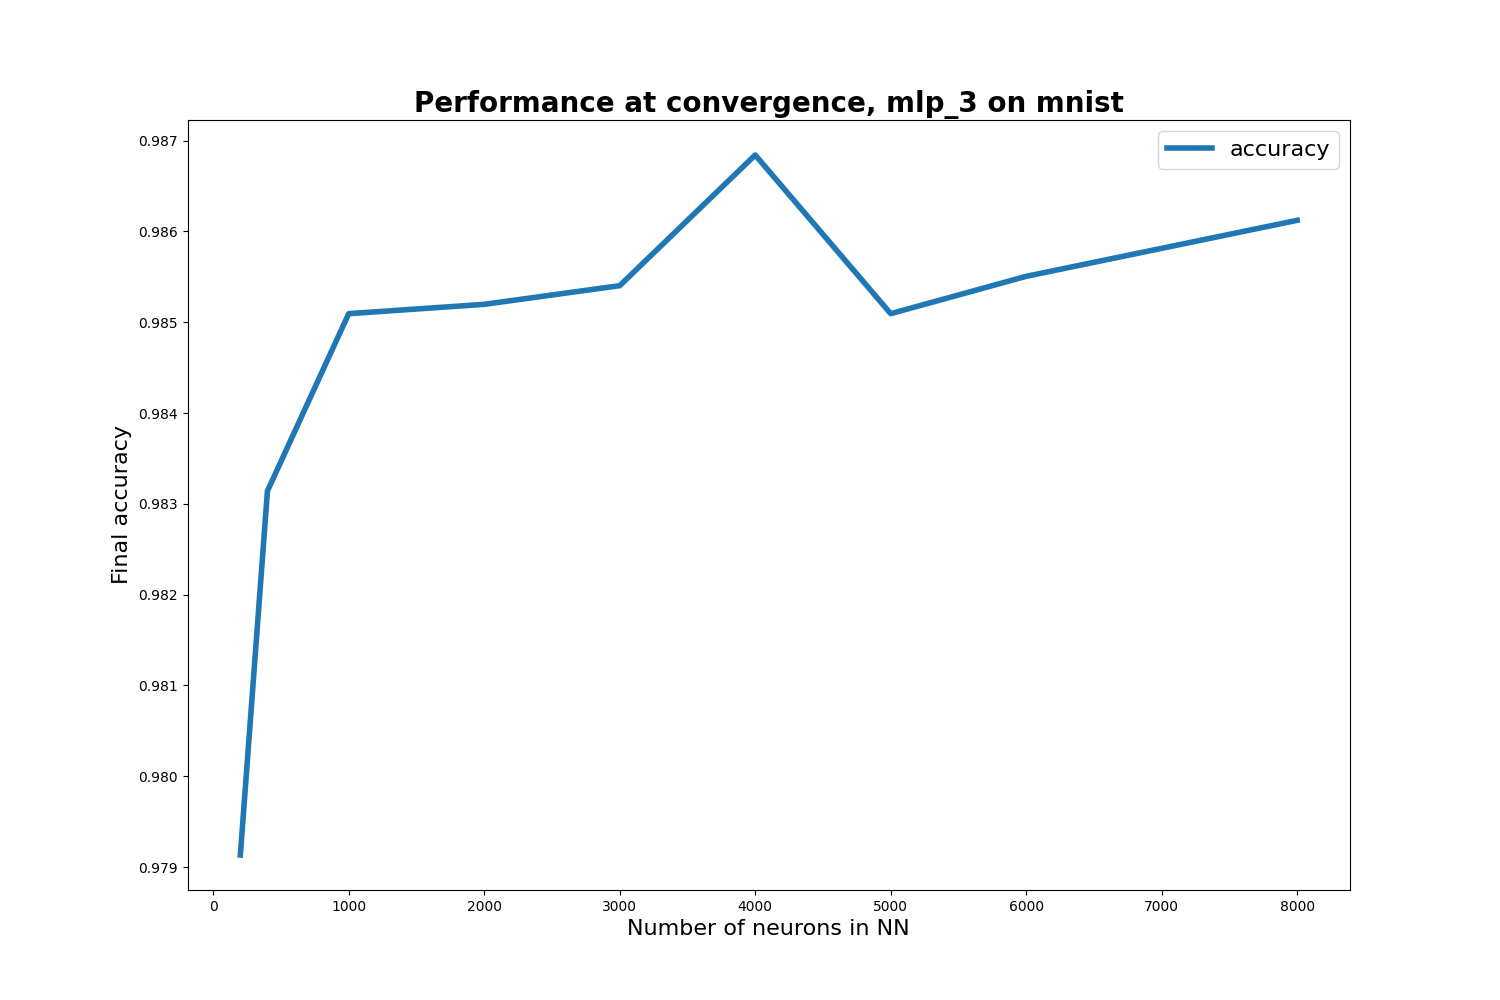 Performance at convergence, mlp_3 on mnist
accuracy
Final accuracy
0.987
0.986
0.985
0.984
0.983
0.982
0.981
0.980
0.979
0 1000 2000 3000 4000 5000 6000 7000 8000
Number of neurons in NN